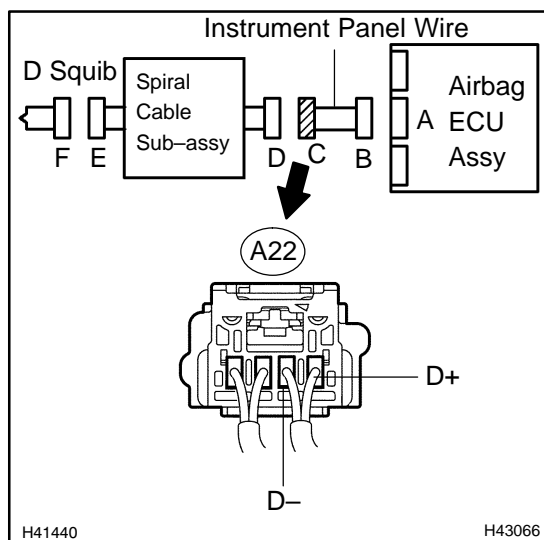 Instrument Panel Wire
D Squib
Spiral
Cable
Sub–assy
Airbag
ECU
Assy
A
F
E
D
C
B
A22
D+
D–
H41440
H43066